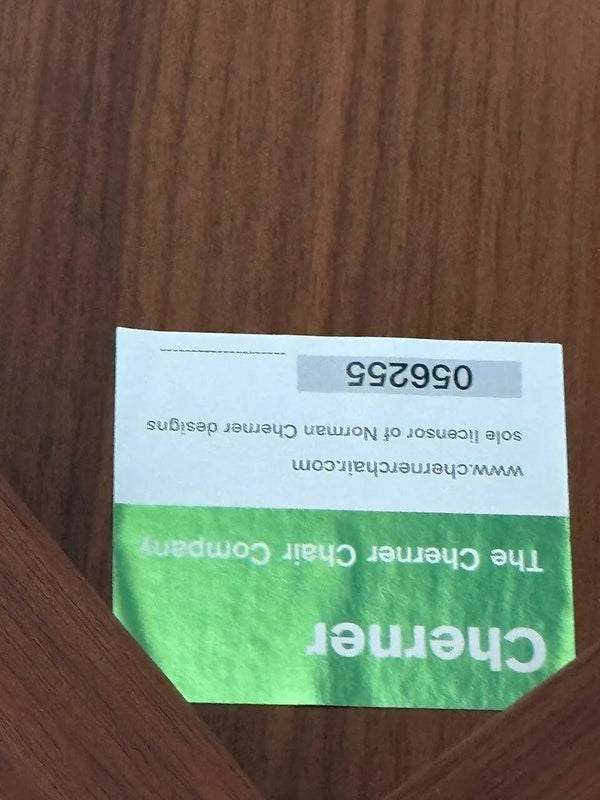 Cherner
The Cherner Chair Company
www.chernerchair.com
sole licensor of Norman Cherner designs
056255